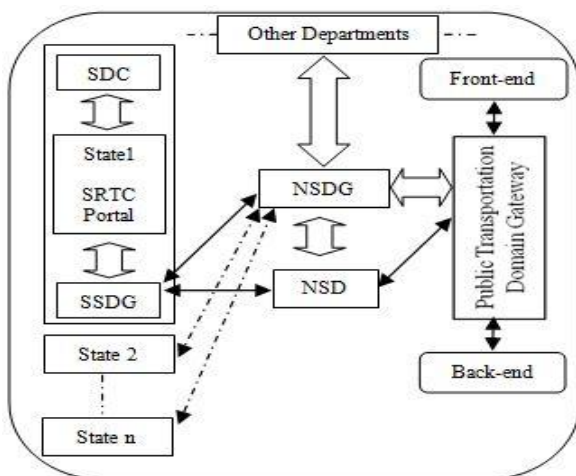 Other Departments
SDC
State1
SRTC
Portal
SSDG
State 2
State n
NSDG
NSD
Front-end
Public Transportation
Domain Gateway
Back-end